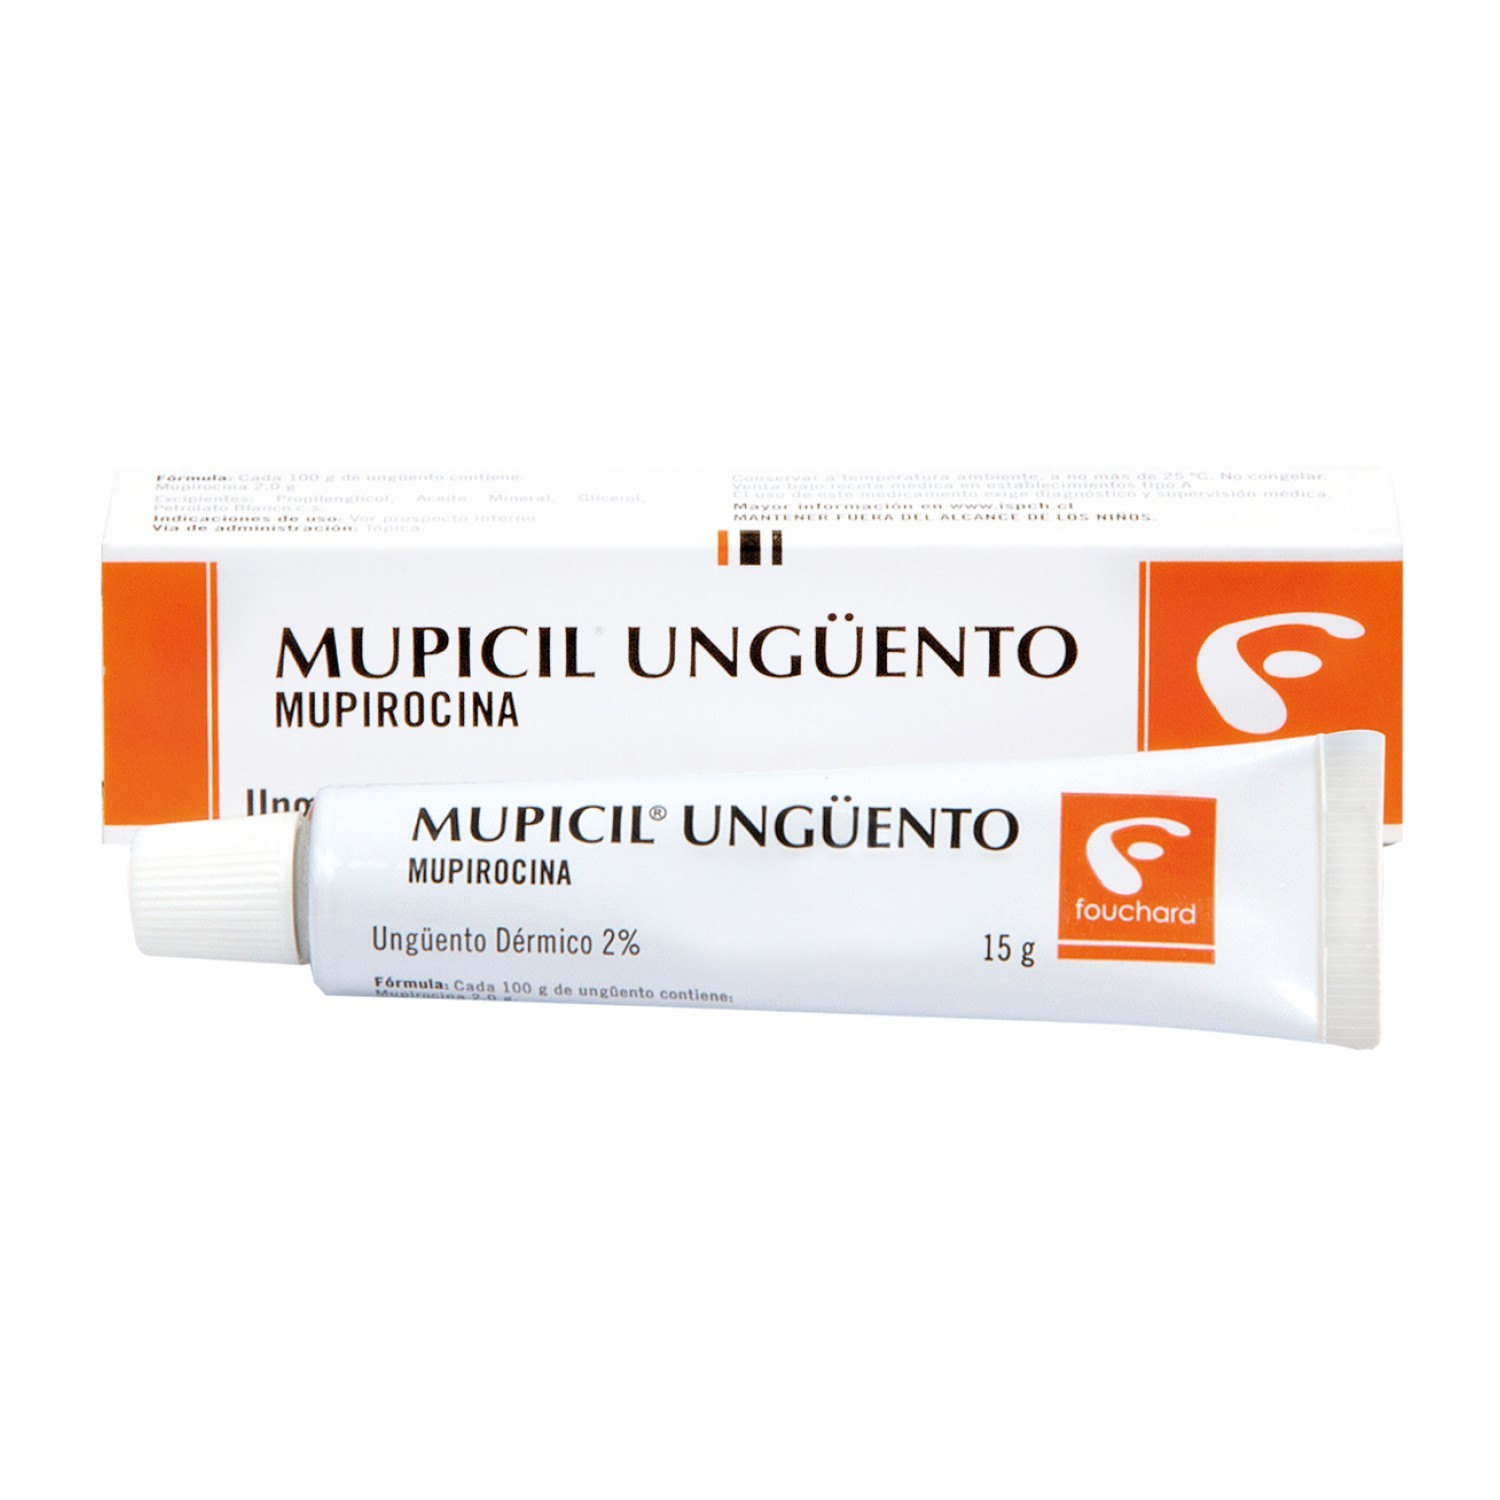 Fórmula: Cada 100 g de ungüento contiene:
Mupirocina 2,0 g
Excipientes: Propilenglicol, Aceite Mineral, Glicerol,
Petrolato Blanco c.s.
Indicaciones de uso: Ver prospecto interno.
Vía de administración: Tópica.
Conservar a temperatura ambiente, a no más de 25 °C. No congelar.
Venta bajo receta médica en establecimientos tipo A
El uso de este medicamento exige diagnóstico y supervisión médica.
Mayor información en www.ispch.cl
MANTENER FUERA DEL ALCANCE DE LOS NIÑOS.
MUPICIL UNGÜENTO
MUPIROCINA
MUPICIL® UNGÜENTO
MUPIROCINA
fouchard
Ungüento Dérmico 2%
15 g
Fórmula: Cada 100 g de ungüento contiene:
Mupirocina 2,0 g.